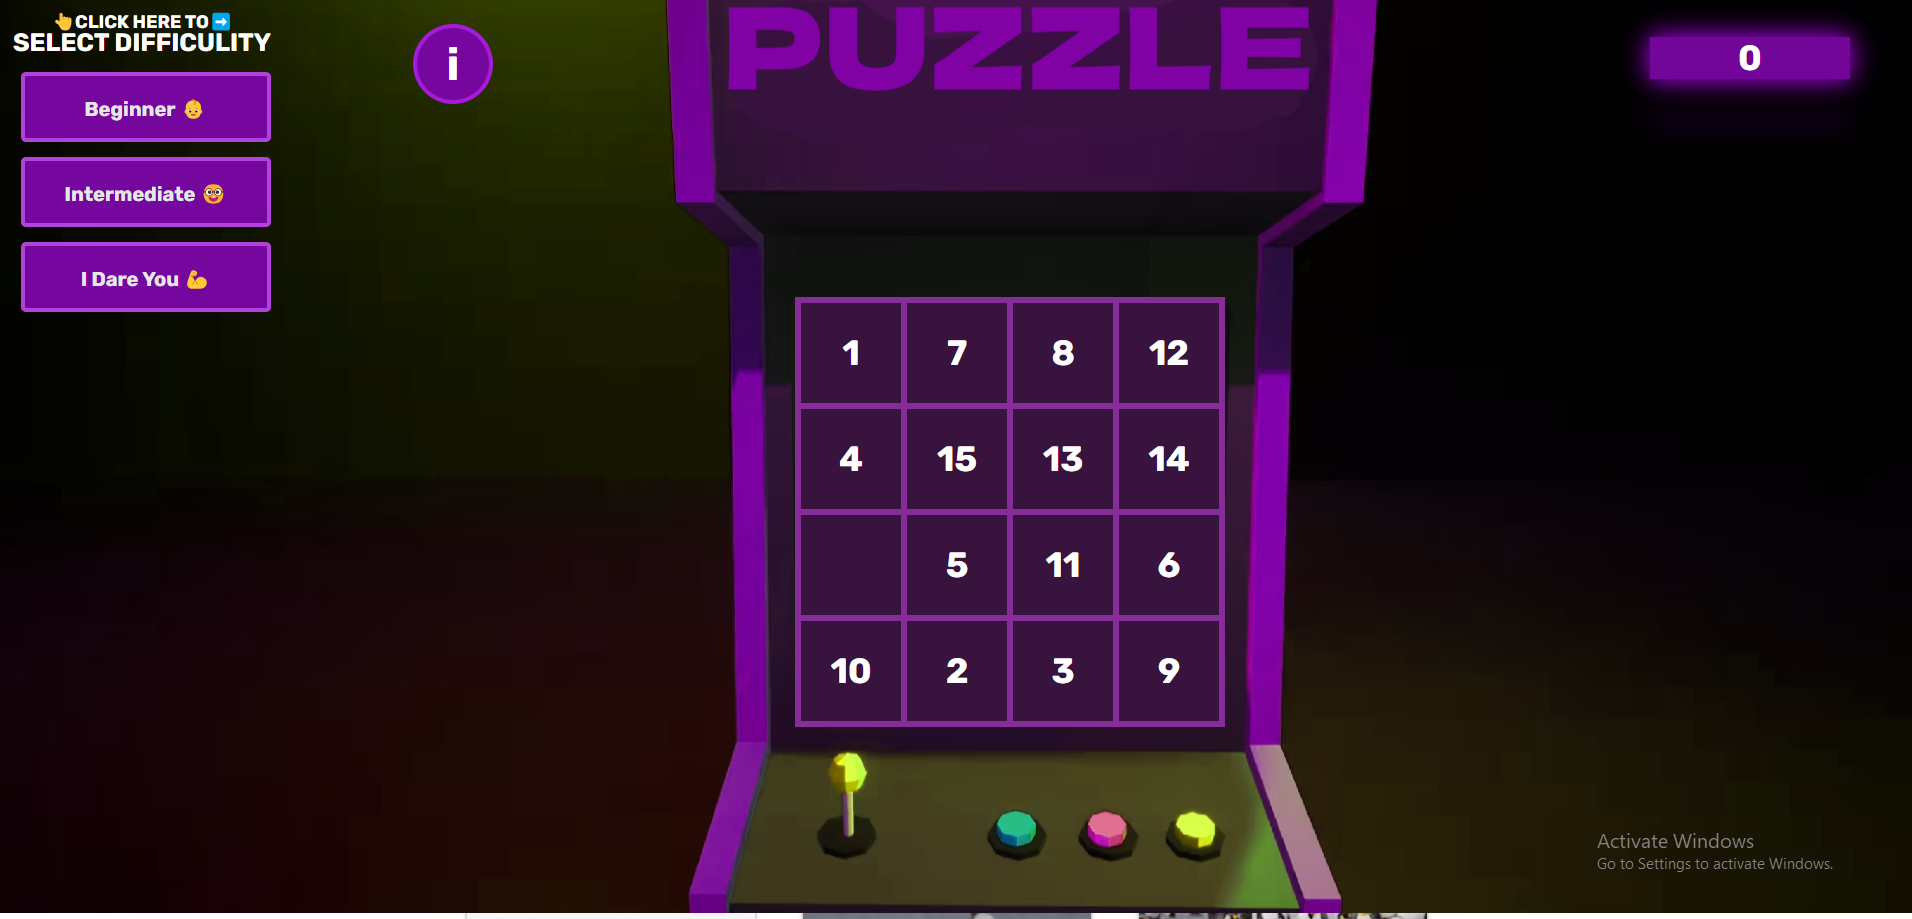 👆CLICK HERE TO➡️
SELECT DIFFICULITY
Beginner 👶
Intermediate 🤓
I Dare You 💪
i
PUZZLE
0
1 7 8 12
4 15 13 14
5 11 6
10 2 3 9
Activate Windows
Go to Settings to activate Windows.